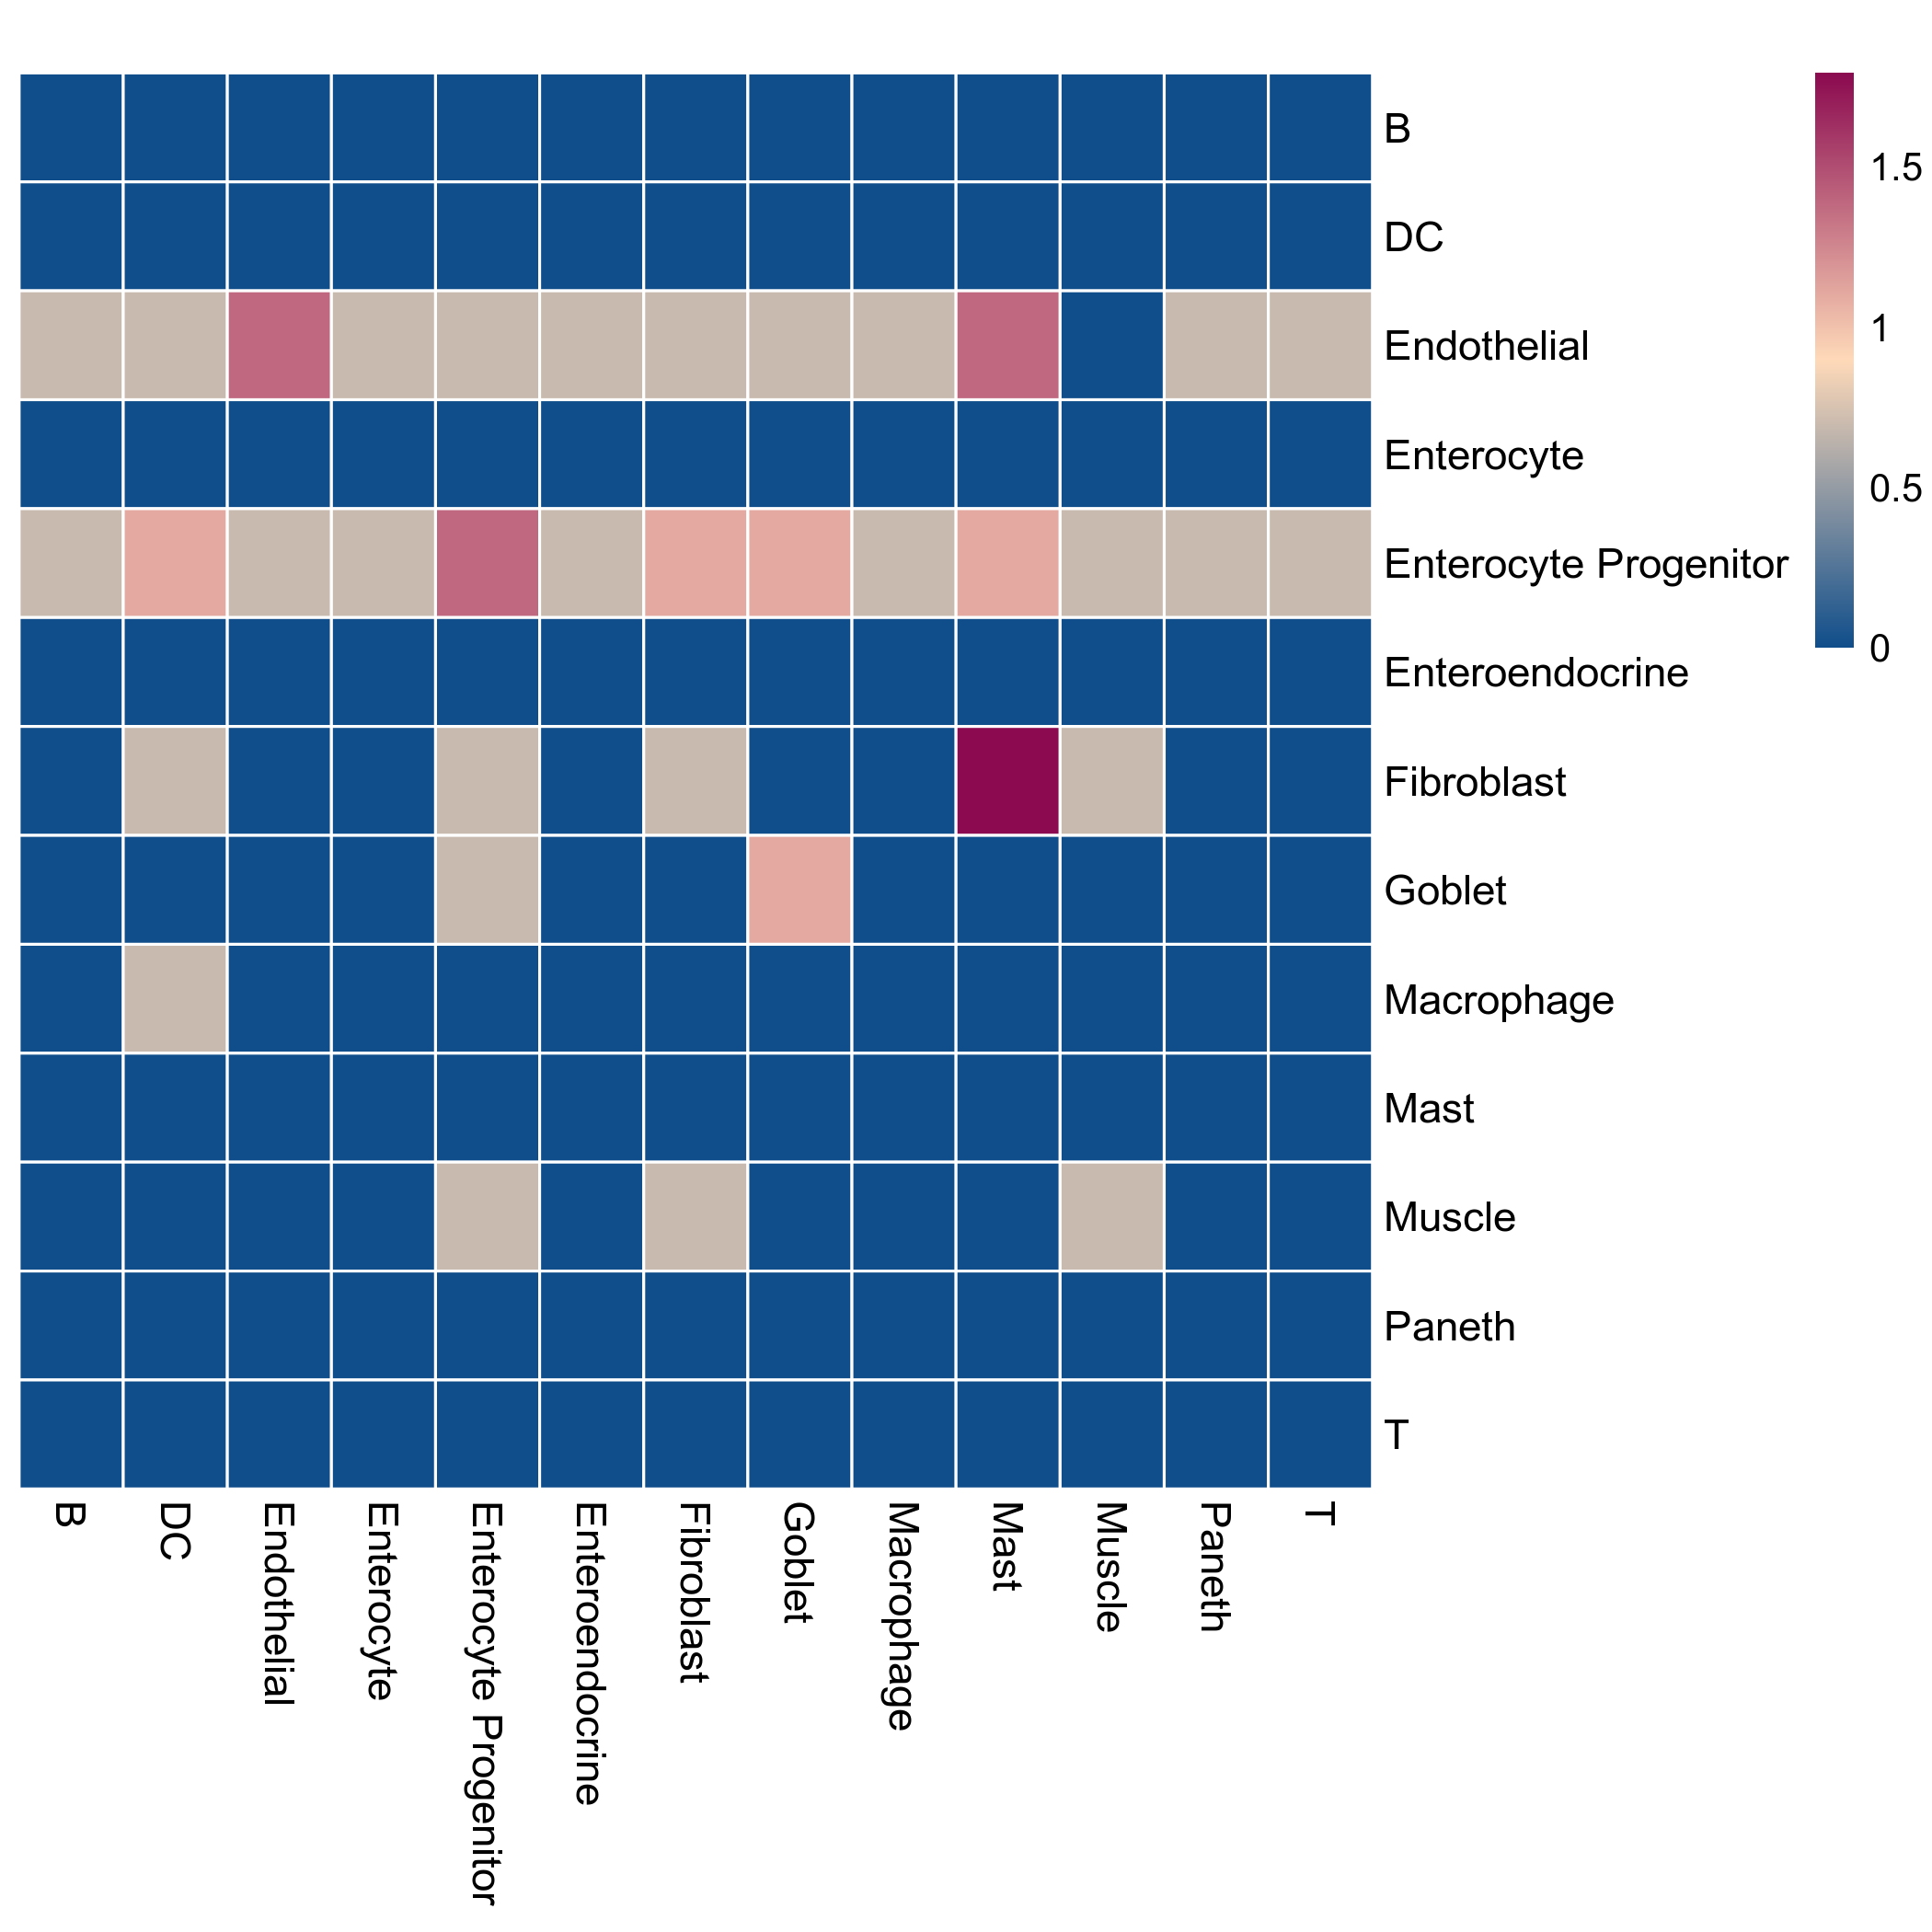 B
DC
Endothelial
Enterocyte
Enterocyte Progenitor
Enteroendocrine
Fibroblast
Goblet
Macrophage
Mast
Muscle
Paneth
T
1.5
1
0.5
0
B
DC
Endothelial
Enterocyte
Enterocyte Progenitor
Enteroendocrine
Fibroblast
Goblet
Macrophage
Mast
Muscle
Paneth
T